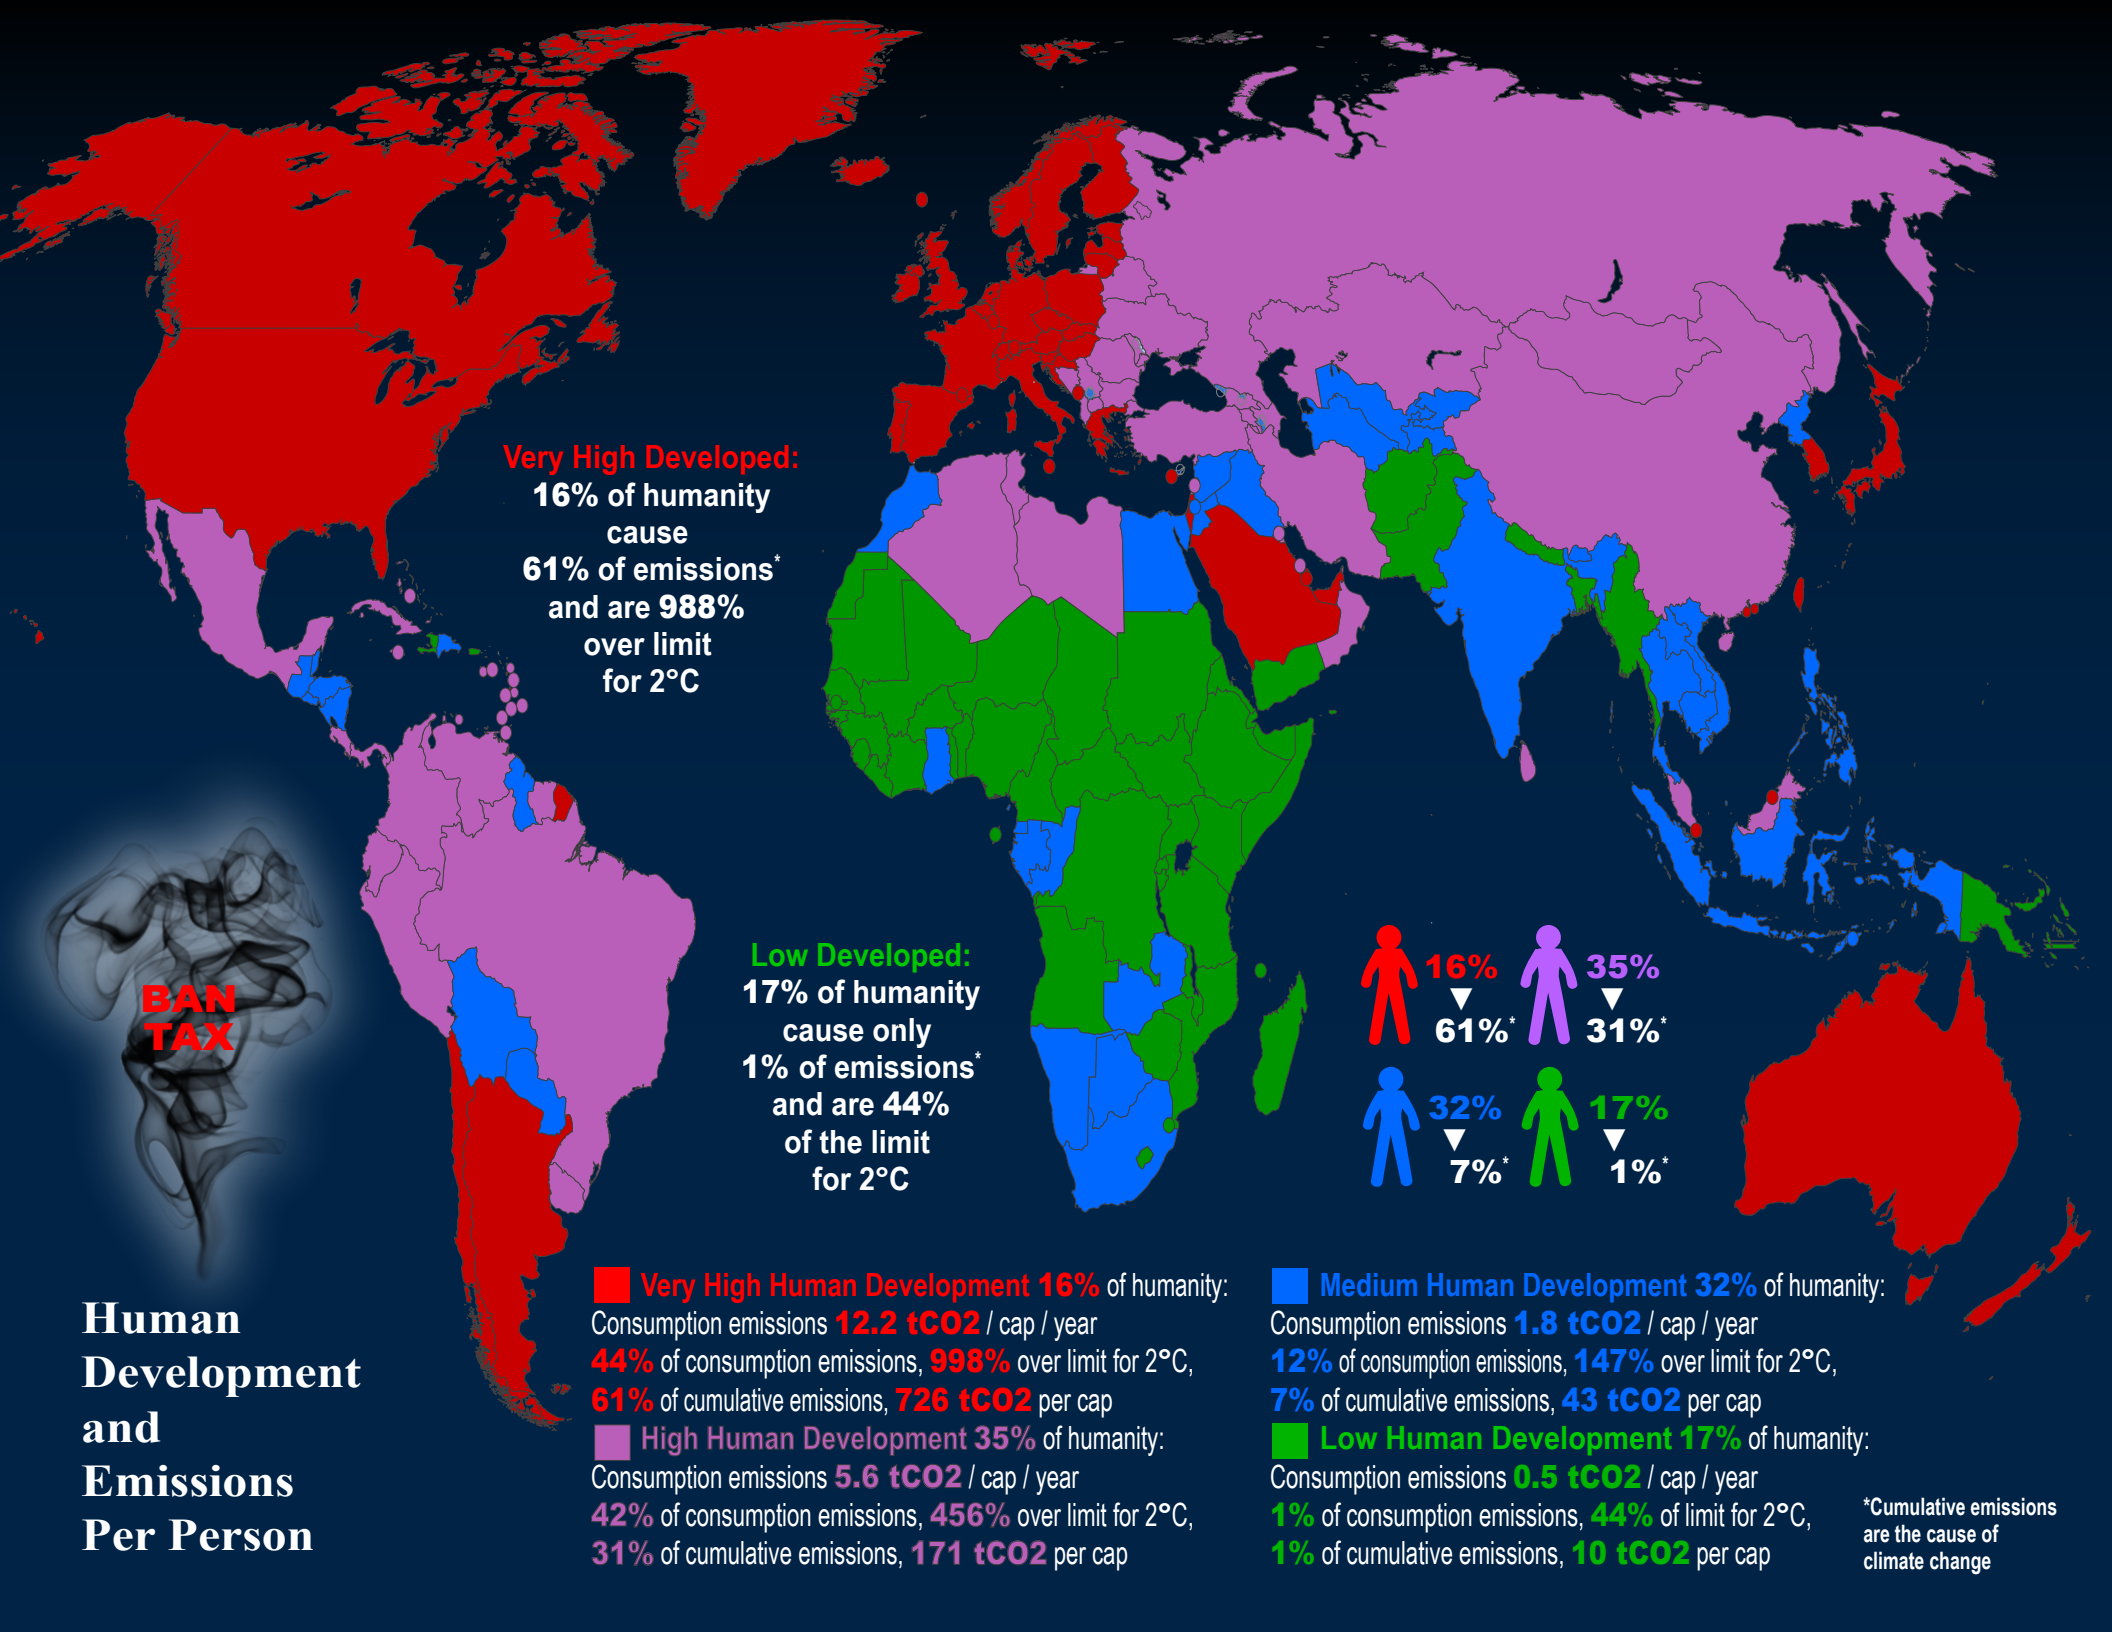 Very High Developed:
16% of humanity
cause
61% of emissions*
and are 988%
over limit
for 2°C
BAN
TAX
Low Developed:
17% of humanity
cause only
1% of emissions*
and are 44%
of the limit
for 2°C
16%
61%*
35%
31%*
32%
7%*
17%
1%*
Human
Development
and
Emissions
Per Person
Very High Human Development 16% of humanity:
Consumption emissions 12.2 tCO2 / cap / year
44% of consumption emissions, 998% over limit for 2°C,
61% of cumulative emissions, 726 tCO2 per cap
High Human Development 35% of humanity:
Consumption emissions 5.6 tCO2 / cap / year
42% of consumption emissions, 456% over limit for 2°C,
31% of cumulative emissions, 171 tCO2 per cap
Medium Human Development 32% of humanity:
Consumption emissions 1.8 tCO2 / cap / year
12% of consumption emissions, 147% over limit for 2°C,
7% of cumulative emissions, 43 tCO2 per cap
Low Human Development 17% of humanity:
Consumption emissions 0.5 tCO2 / cap / year
1% of consumption emissions, 44% of limit for 2°C,
1% of cumulative emissions, 10 tCO2 per cap
*Cumulative emissions
are the cause of
climate change